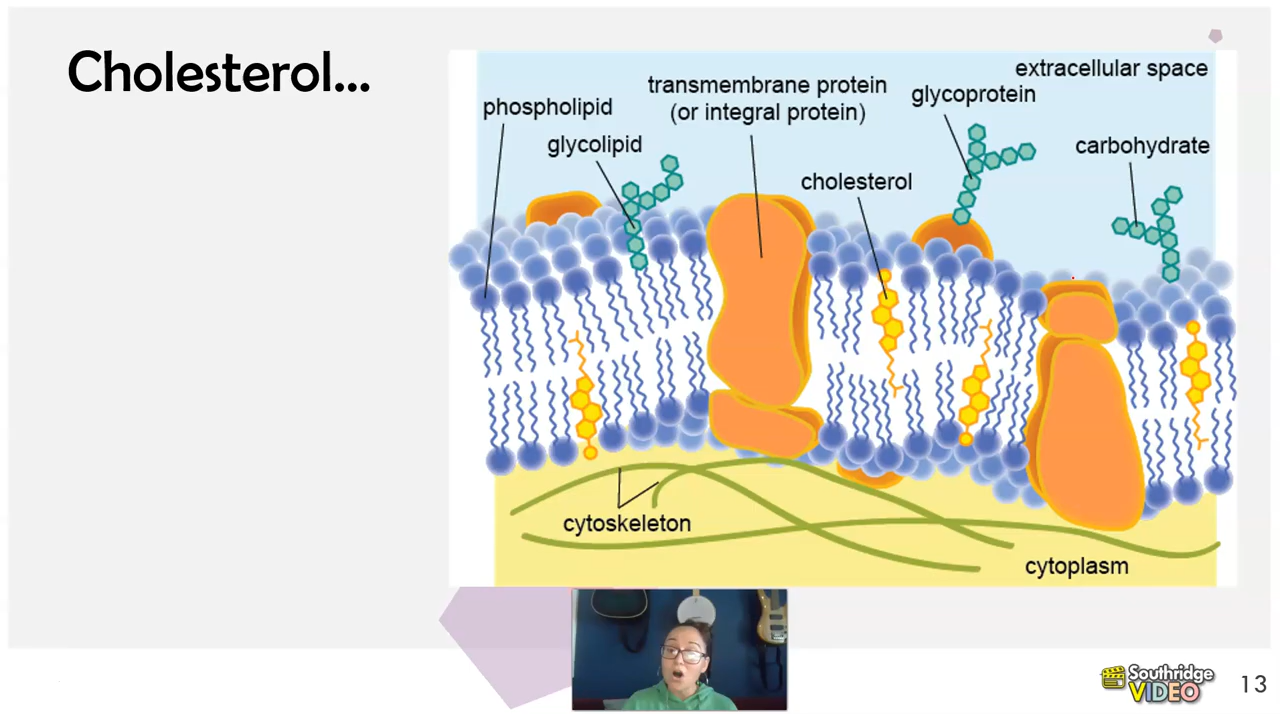 Cholesterol...
extracellular space
transmembrane protein
(or integral protein)
glycoprotein
phospholipid
glycolipid
carbohydrate
cholesterol
cytoskeleton
cytoplasm
Southridge
VIDEO
13